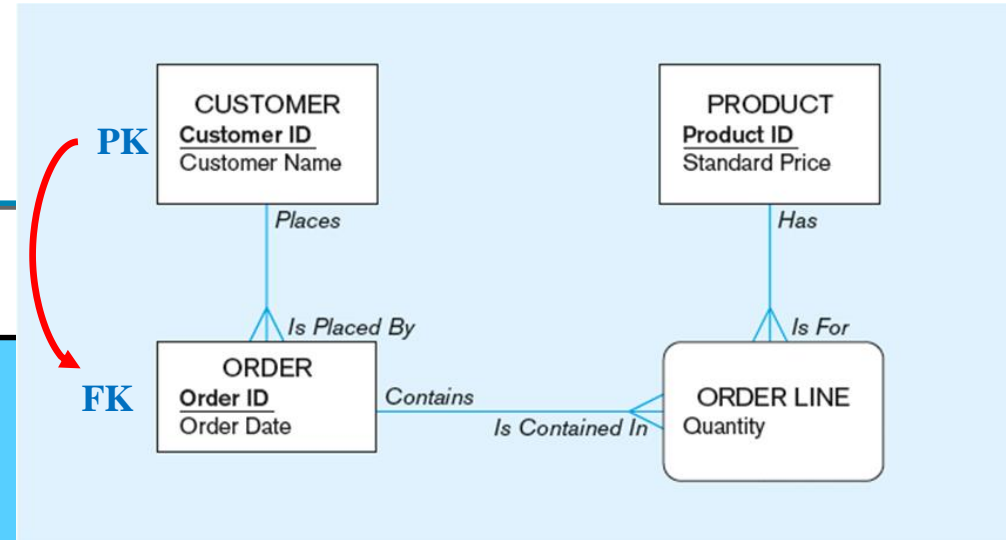 CUSTOMER
Customer ID
Customer Name
PK
PRODUCT
Product ID
Standard Price
Places
Has
Is Placed By
Is For
ORDER
Order ID
Order Date
FK
Contains
Is Contained In
ORDER LINE
Quantity